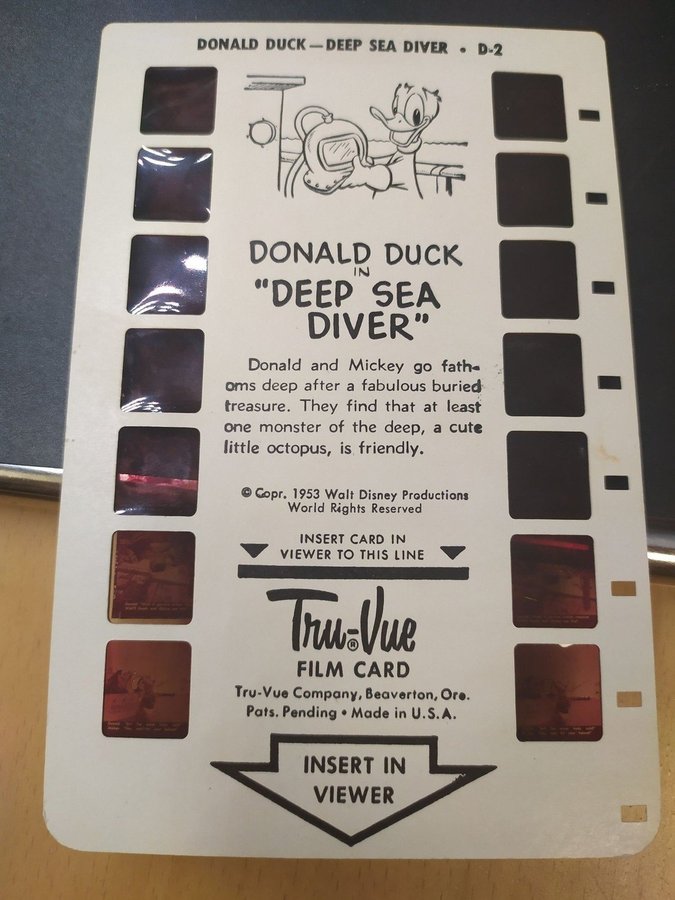 DONALD DUCK—DEEP SEA DIVER • D-2
DONALD DUCK
IN
"DEEP SEA
DIVER"
Donald and Mickey go fath-
oms deep after a fabulous buried
treasure. They find that at least
one monster of the deep, a cute
little octopus, is friendly.
© Copr. 1953 Walt Disney Productions
World Rights Reserved
INSERT CARD IN
VIEWER TO THIS LINE
Tru-Vue
®
FILM CARD
Tru-Vue Company, Beaverton, Ore.
Pats. Pending • Made in U.S.A.
INSERT IN
VIEWER